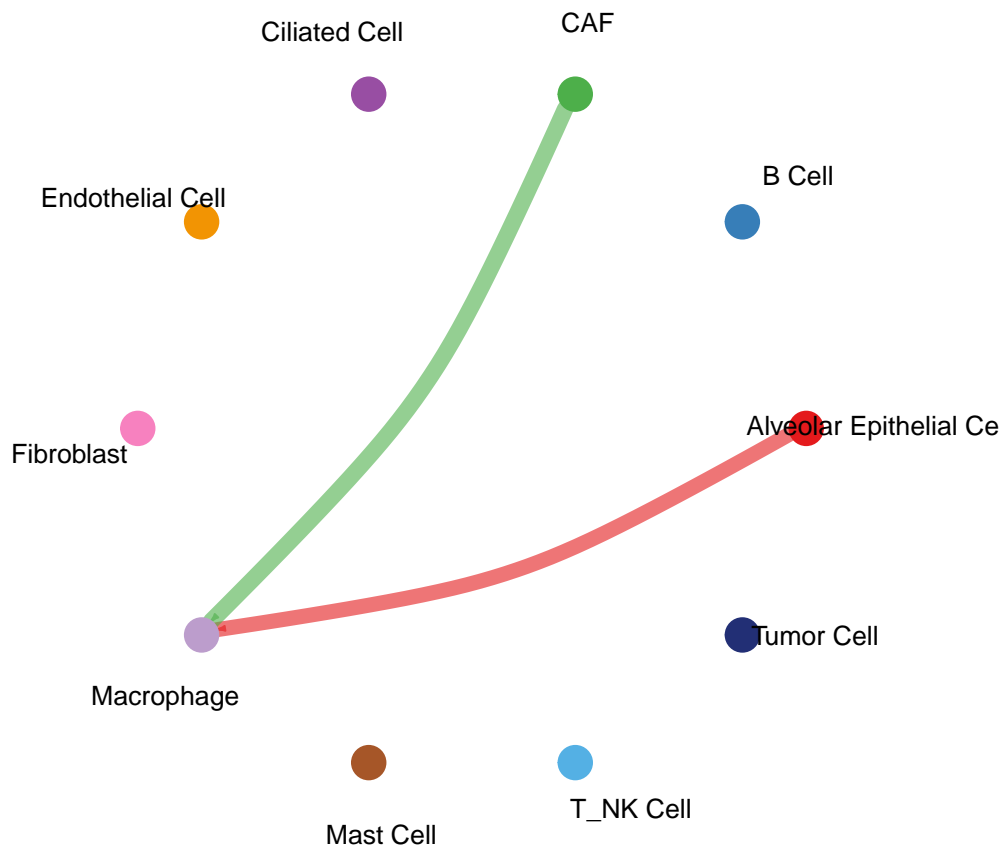 CAF
Ciliated Cell
B Cell
Endothelial Cell
Alveolar Epithelial Ce
Fibroblast
Tumor Cell
Macrophage
T_NK Cell
Mast Cell